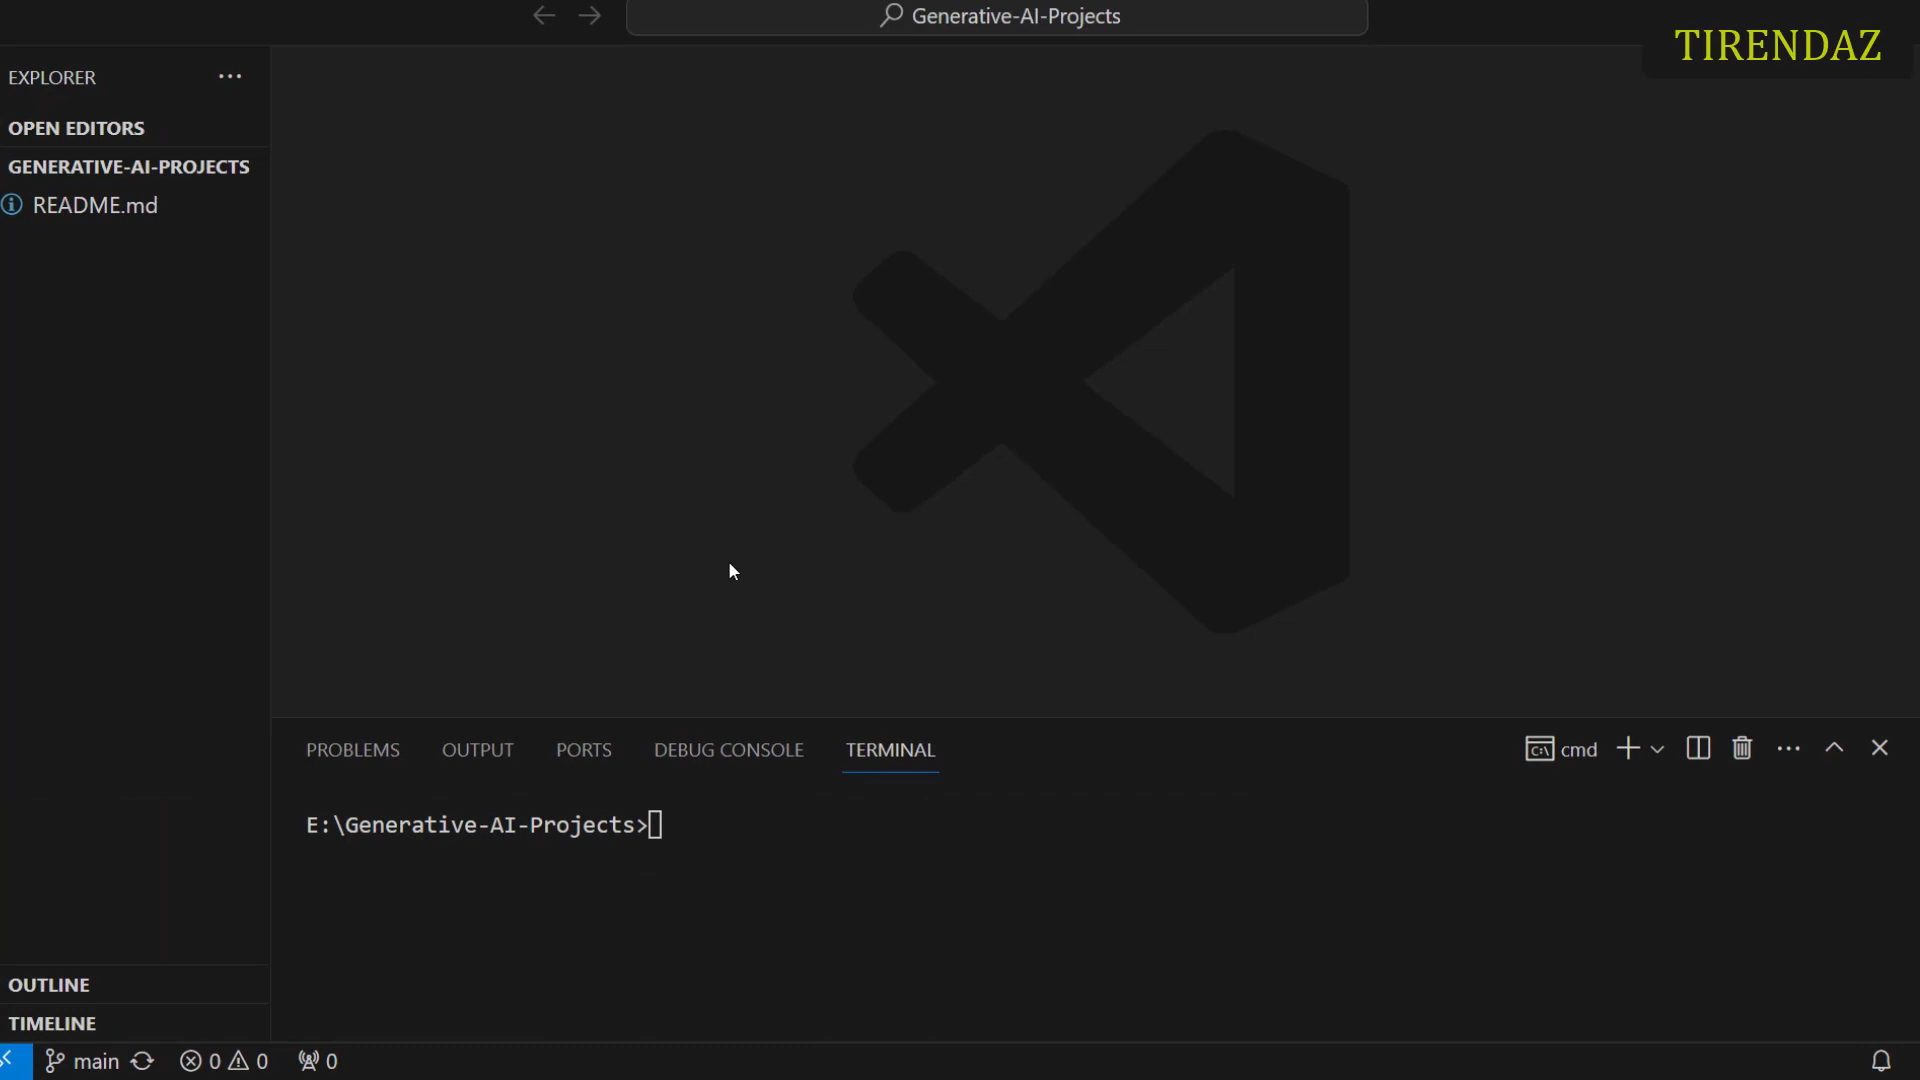 Generative-AI-Projects
TIRENDAZ
EXPLORER
OPEN EDITORS
GENERATIVE-AI-PROJECTS
README.md
PROBLEMS OUTPUT PORTS DEBUG CONSOLE TERMINAL
cmd
E:\Generative-AI-Projects>
OUTLINE
TIMELINE
main 0 0 0